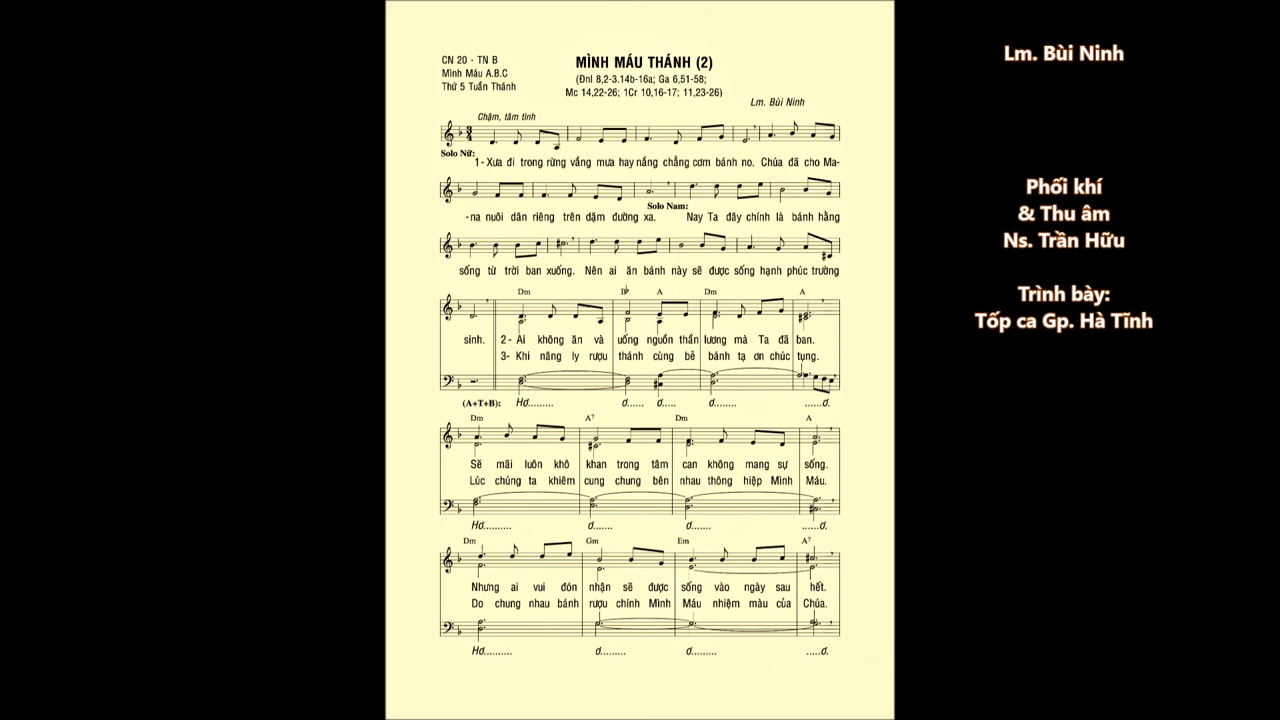 CN 20 - TN B
Mình Máu A.B.C
Thứ 5 Tuần Thánh
MÌNH MÁU THÁNH (2)
(Đnl 8,2-3.14b-16a; Ga 6,51-58;
Mc 14,22-26; 1Cr 10,16-17; 11,23-26)
Lm. Bùi Ninh
Chậm, tâm tình
Solo Nữ:
1- Xưa đi trong rừng vắng mưa hay nắng chẳng cơm bánh no. Chúa đã cho Ma-
-na nuôi dân riêng trên dặm đường xa. Nay Ta đây chính là bánh hằng
Solo Nam:
sống từ trời ban xuống. Nên ai ăn bánh này sẽ được sống hạnh phúc trường
Dm B♭ A Dm A
sinh. 2- Ai không ăn và uống nguồn thần lương mà Ta đã ban.
3- Khi nâng ly rượu thánh cùng bẻ bánh tạ ơn chúc tụng.
(A+T+B): Hơ......... ơ...... ơ..... ơ........ ......ơ.
Dm A7 Dm A
Sẽ mãi luôn khô khan trong tâm can không mang sự sống.
Lúc chúng ta khiêm cung chung bên nhau thông hiệp Mình Máu.
Hơ.......... ơ....... ơ....... ......ơ.
Dm Gm Em A7
Nhưng ai vui đón nhận sẽ được sống vào ngày sau hết.
Do chung nhau bánh rượu chính Mình Máu nhiệm màu của Chúa.
Hơ.......... ơ......... ơ......... .....ơ.
Lm. Bùi Ninh
Phối khí
& Thu âm
Ns. Trần Hữu
Trình bày:
Tốp ca Gp. Hà Tĩnh